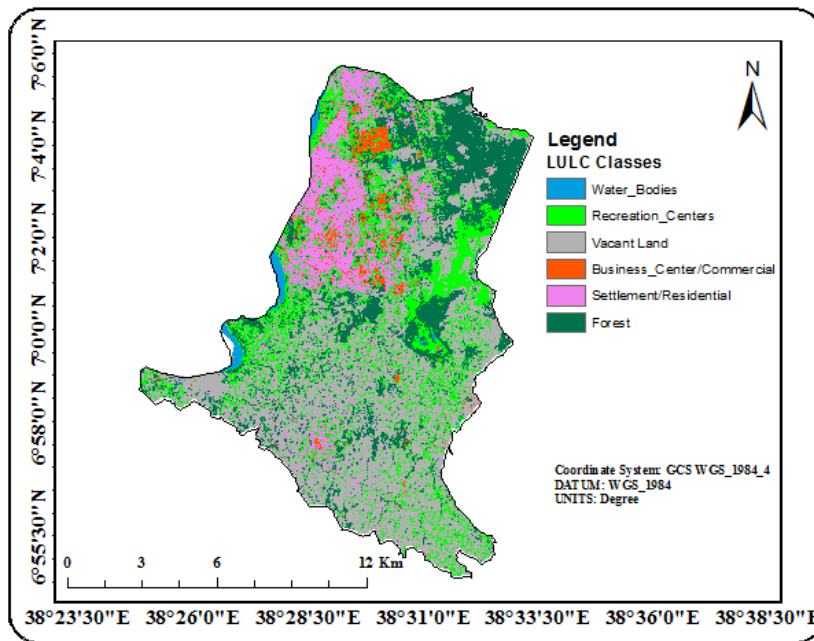 7°6'0"N
7°4'0"N
7°2'0"N
7°0'0"N
6°58'0"N
6°55'30"N
N
Legend
LULC Classes
Water_Bodies
Recreation_Centers
Vacant Land
Business_Center/Commercial
Settlement/Residential
Forest
Coordinate System: GCS WGS_1984_4
DATUM: WGS_1984
UNITS: Degree
0 3 6 12 Km
38°23'30"E 38°26'0"E 38°28'30"E 38°31'0"E 38°33'30"E 38°36'0"E 38°38'30"E